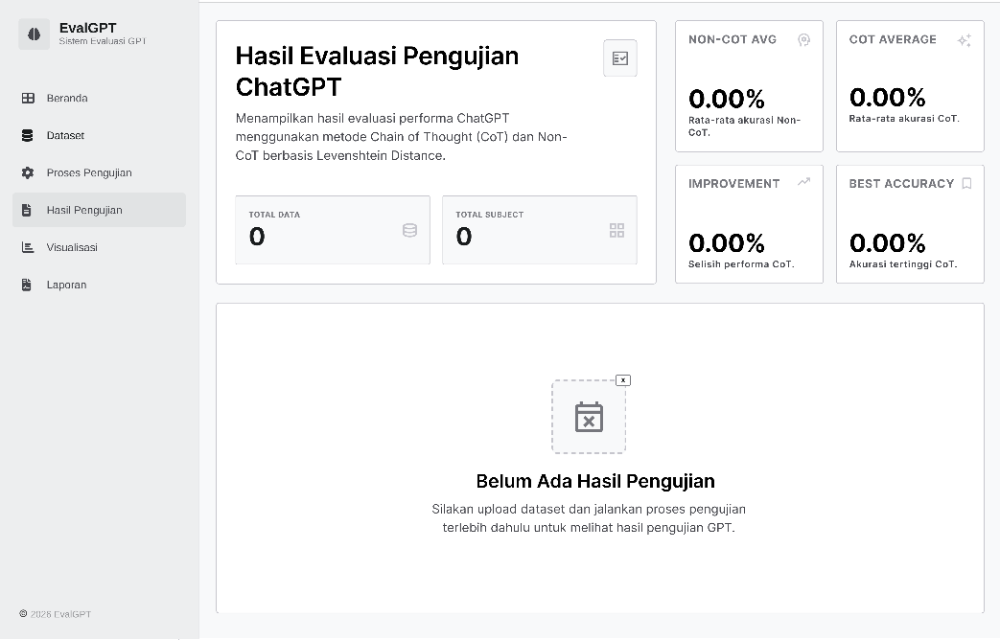 EvalGPT
Sistem Evaluasi GPT
Beranda
Dataset
Proses Pengujian
Hasil Pengujian
Visualisasi
Laporan
© 2026 EvalGPT
Hasil Evaluasi Pengujian
ChatGPT
Menampilkan hasil evaluasi performa ChatGPT
menggunakan metode Chain of Thought (CoT) dan Non-
CoT berbasis Levenshtein Distance.
TOTAL DATA
0
TOTAL SUBJECT
0
NON-COT AVG
0.00%
Rata-rata akurasi Non-
CoT.
COT AVERAGE
0.00%
Rata-rata akurasi CoT.
IMPROVEMENT
0.00%
Selisih performa CoT.
BEST ACCURACY
0.00%
Akurasi tertinggi CoT.
x
Belum Ada Hasil Pengujian
Silakan upload dataset dan jalankan proses pengujian
terlebih dahulu untuk melihat hasil pengujian GPT.